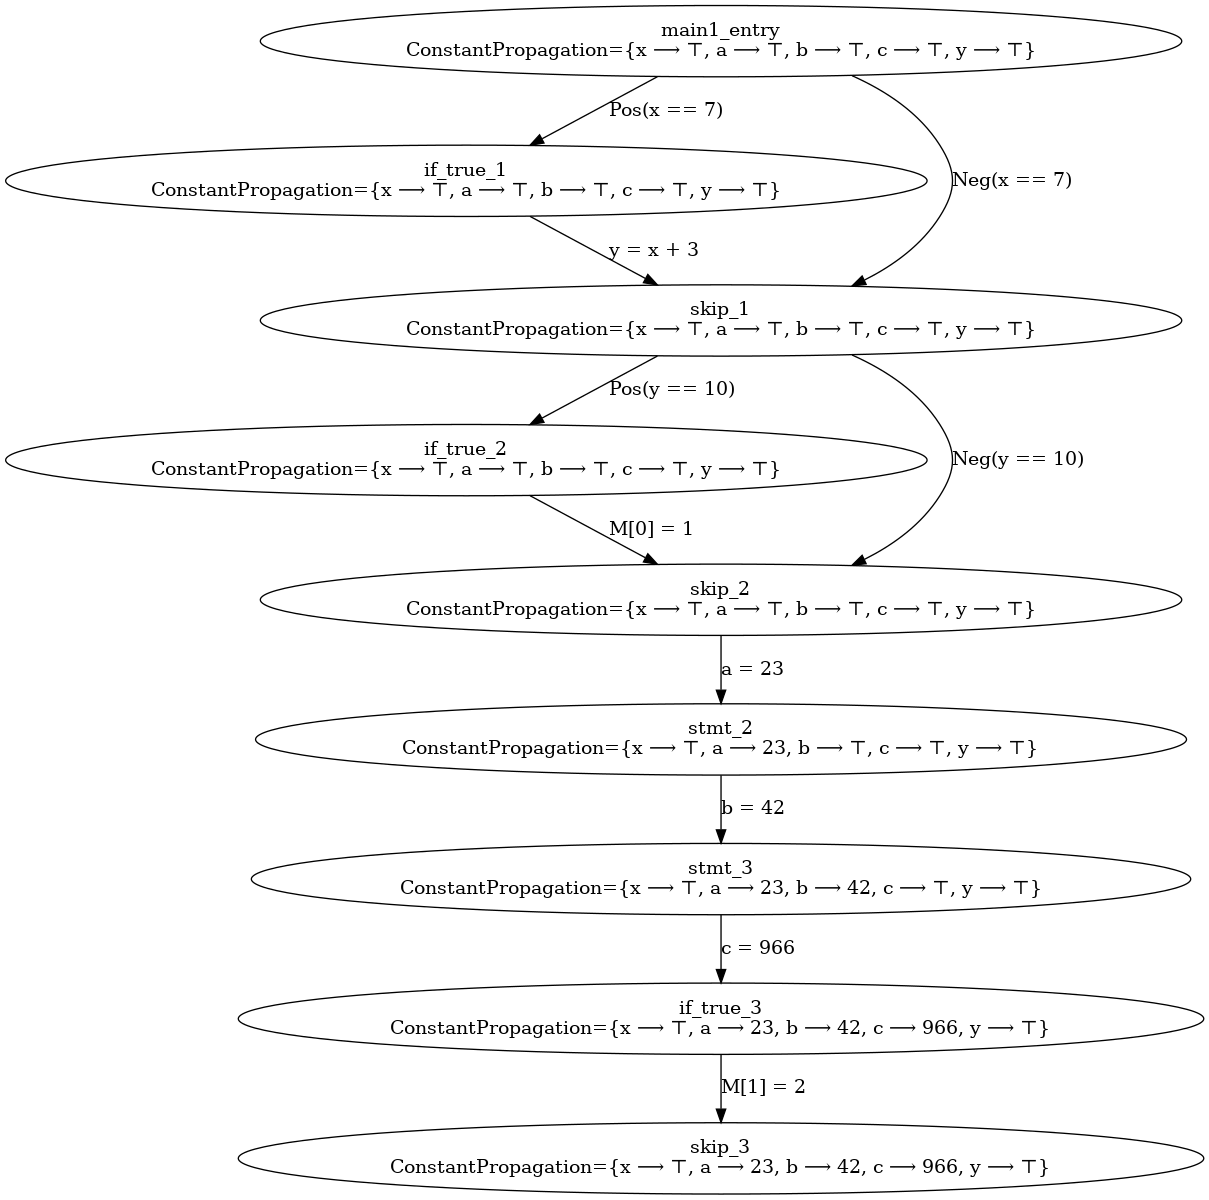 main1_entry
ConstantPropagation={x ⟶ ⊤, a ⟶ ⊤, b ⟶ ⊤, c ⟶ ⊤, y ⟶ ⊤}
Pos(x == 7)
if_true_1
ConstantPropagation={x ⟶ ⊤, a ⟶ ⊤, b ⟶ ⊤, c ⟶ ⊤, y ⟶ ⊤}
Neg(x == 7)
y = x + 3
skip_1
ConstantPropagation={x ⟶ ⊤, a ⟶ ⊤, b ⟶ ⊤, c ⟶ ⊤, y ⟶ ⊤}
Pos(y == 10)
if_true_2
ConstantPropagation={x ⟶ ⊤, a ⟶ ⊤, b ⟶ ⊤, c ⟶ ⊤, y ⟶ ⊤}
Neg(y == 10)
M[0] = 1
skip_2
ConstantPropagation={x ⟶ ⊤, a ⟶ ⊤, b ⟶ ⊤, c ⟶ ⊤, y ⟶ ⊤}
a = 23
stmt_2
ConstantPropagation={x ⟶ ⊤, a ⟶ 23, b ⟶ ⊤, c ⟶ ⊤, y ⟶ ⊤}
b = 42
stmt_3
ConstantPropagation={x ⟶ ⊤, a ⟶ 23, b ⟶ 42, c ⟶ ⊤, y ⟶ ⊤}
c = 966
if_true_3
ConstantPropagation={x ⟶ ⊤, a ⟶ 23, b ⟶ 42, c ⟶ 966, y ⟶ ⊤}
M[1] = 2
skip_3
ConstantPropagation={x ⟶ ⊤, a ⟶ 23, b ⟶ 42, c ⟶ 966, y ⟶ ⊤}